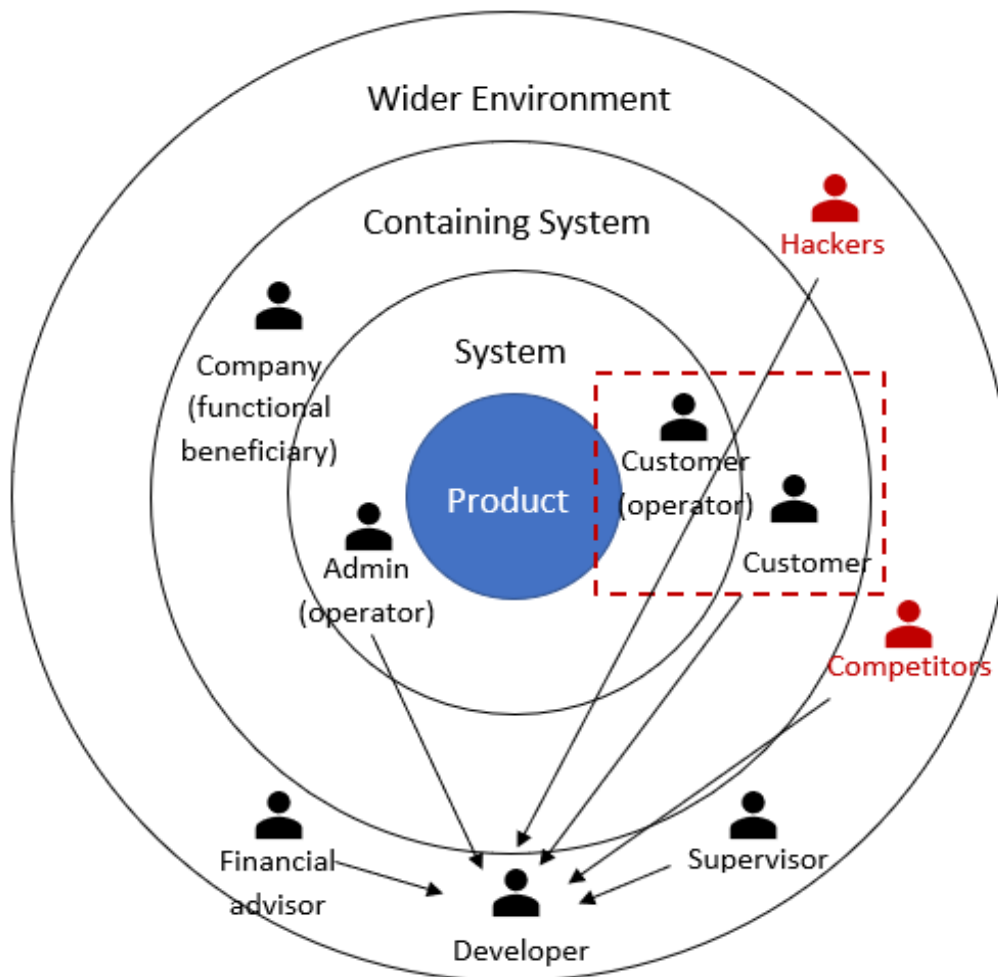 Wider Environment
Hackers
Containing System
Company
(functional
beneficiary)
System
Customer
(operator)
Product
Customer
Admin
(operator)
Competitors
Financial
advisor
Supervisor
Developer